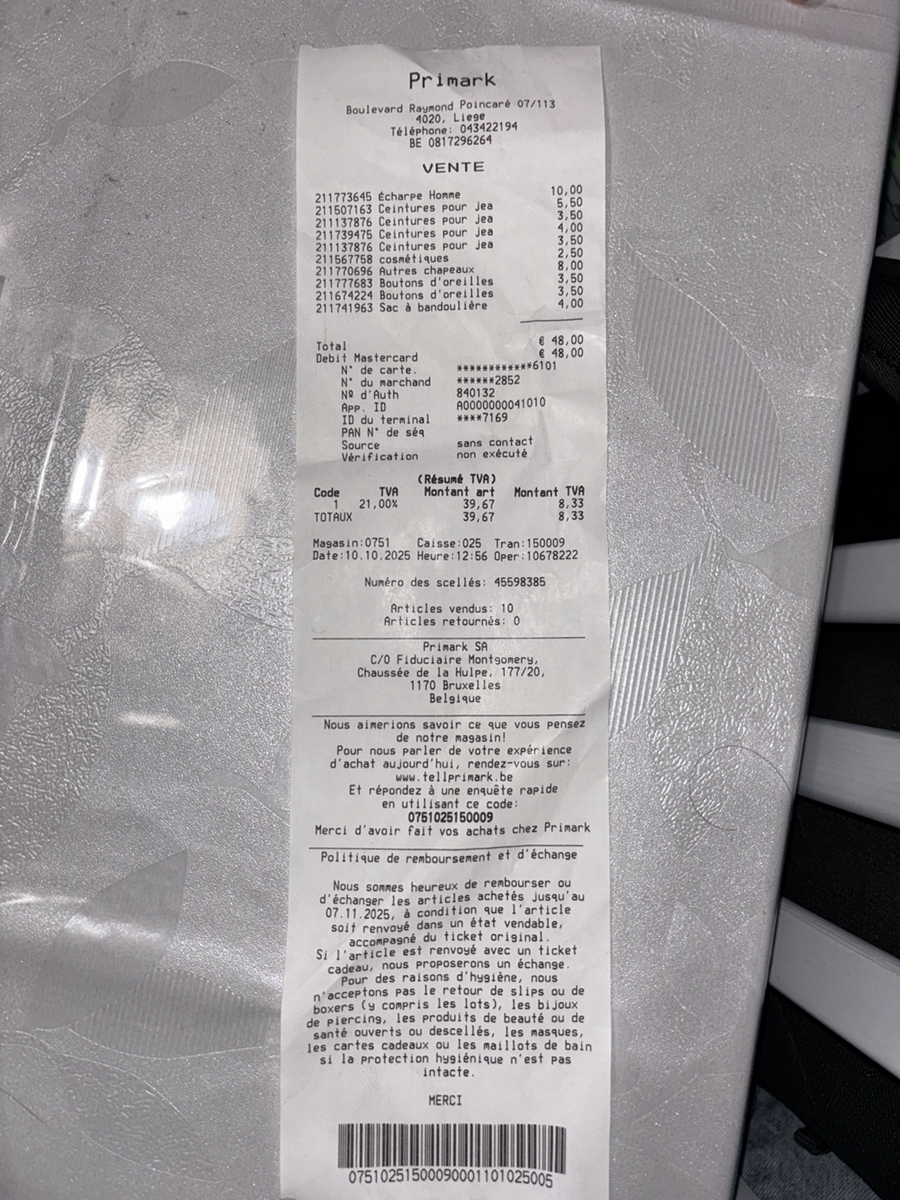 Primark
Boulevard Raymond Poincaré 07/113
4020, Liege
Téléphone: 043422194
BE 0817296264
VENTE
211773645 Écharpe Homme 10,00
211507163 Ceintures pour jea 5,50
211137876 Ceintures pour jea 3,50
211739475 Ceintures pour jea 4,00
211137876 Ceintures pour jea 3,50
211567758 cosmétiques 2,50
211770696 Autres chapeaux 8,00
211777683 Boutons d'oreilles 3,50
211674224 Boutons d'oreilles 3,50
211741963 Sac à bandoulière 4,00
Total € 48,00
Debit Mastercard € 48,00
N° de carte. ************6101
N° du marchand ******2852
Nº d'Auth 840132
App. ID A0000000041010
ID du terminal ****7169
PAN N° de séq
Source sans contact
Vérification non exécuté
(Résumé TVA)
Code TVA Montant art Montant TVA
1 21,00% 39,67 8,33
TOTAUX 39,67 8,33
Magasin:0751 Caisse:025 Tran:150009
Date:10.10.2025 Heure:12:56 Oper:10678222
Numéro des scellés: 45598385
Articles vendus: 10
Articles retournés: 0
Primark SA
C/O Fiduciaire Montgomery,
Chaussée de la Hulpe, 177/20,
1170 Bruxelles
Belgique
Nous aimerions savoir ce que vous pensez
de notre magasin!
Pour nous parler de votre expérience
d'achat aujourd'hui, rendez-vous sur:
www.tellprimark.be
Et répondez à une enquête rapide
en utilisant ce code:
0751025150009
Merci d'avoir fait vos achats chez Primark
Politique de remboursement et d'échange
Nous sommes heureux de rembourser ou
d'échanger les articles achetés jusqu'au
07.11.2025, à condition que l'article
soit renvoyé dans un état vendable,
accompagné du ticket original.
Si l'article est renvoyé avec un ticket
cadeau, nous proposerons un échange.
Pour des raisons d'hygiène, nous
n'acceptons pas le retour de slips ou de
boxers (y compris les lots), les bijoux
de piercing, les produits de beauté ou de
santé ouverts ou descellés, les masques,
les cartes cadeaux ou les maillots de bain
si la protection hygiénique n'est pas
intacte.
MERCI
07510251500090001101025005